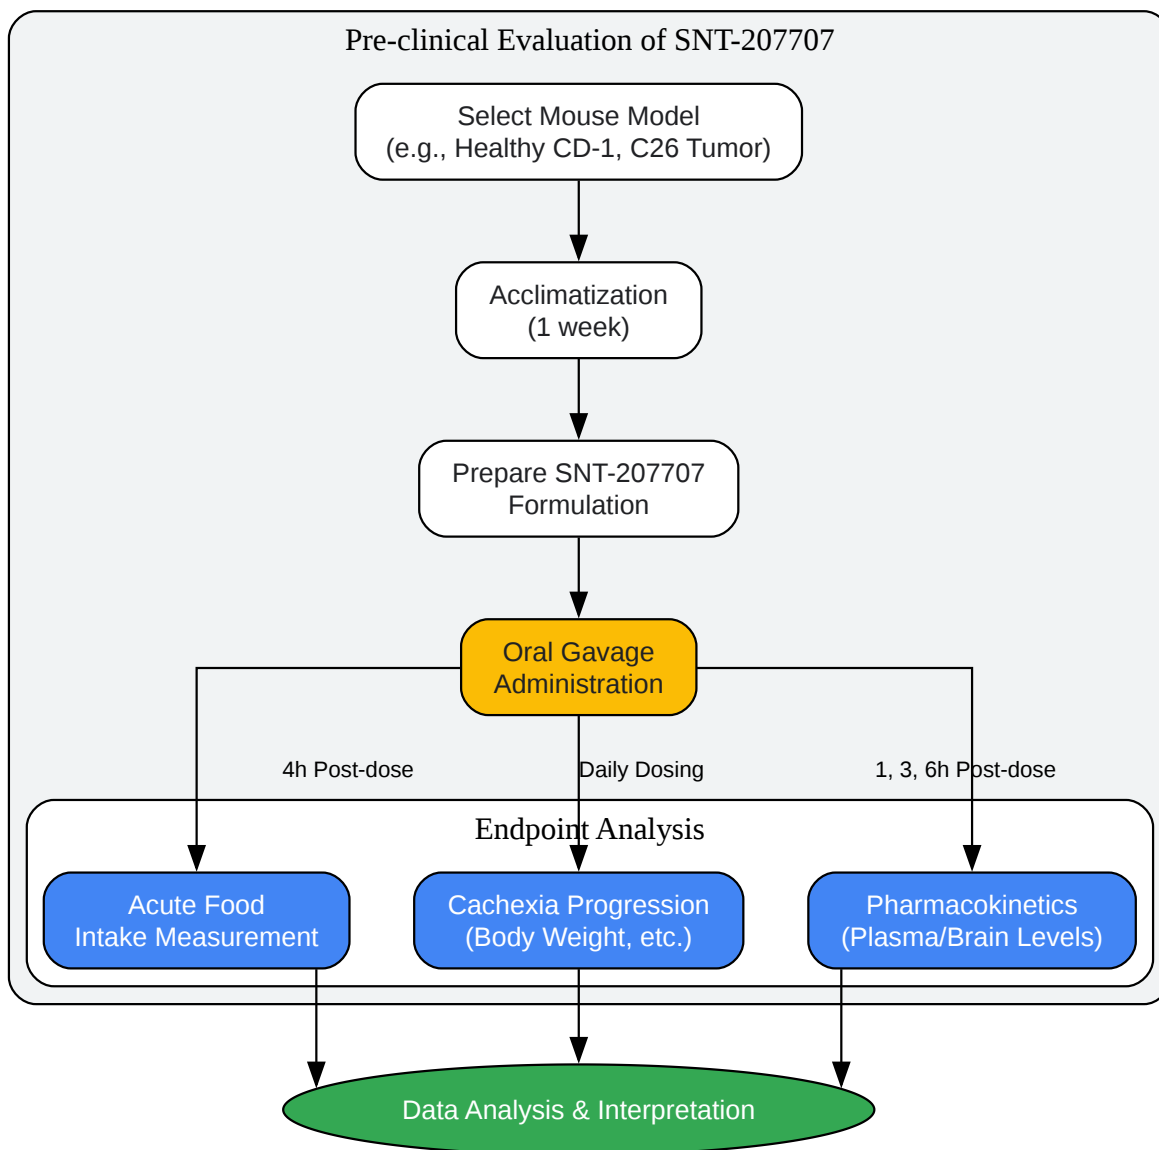 Pre-clinical Evaluation of SNT-207707
Select Mouse Model
(e.g., Healthy CD-1, C26 Tumor)
Acclimatization
(1 week)
Prepare SNT-207707
Formulation
Oral Gavage
Administration
4h Post-dose
Daily Dosing
1, 3, 6h Post-dose
Endpoint Analysis
Acute Food
Intake Measurement
Cachexia Progression
(Body Weight, etc.)
Pharmacokinetics
(Plasma/Brain Levels)
Data Analysis & Interpretation